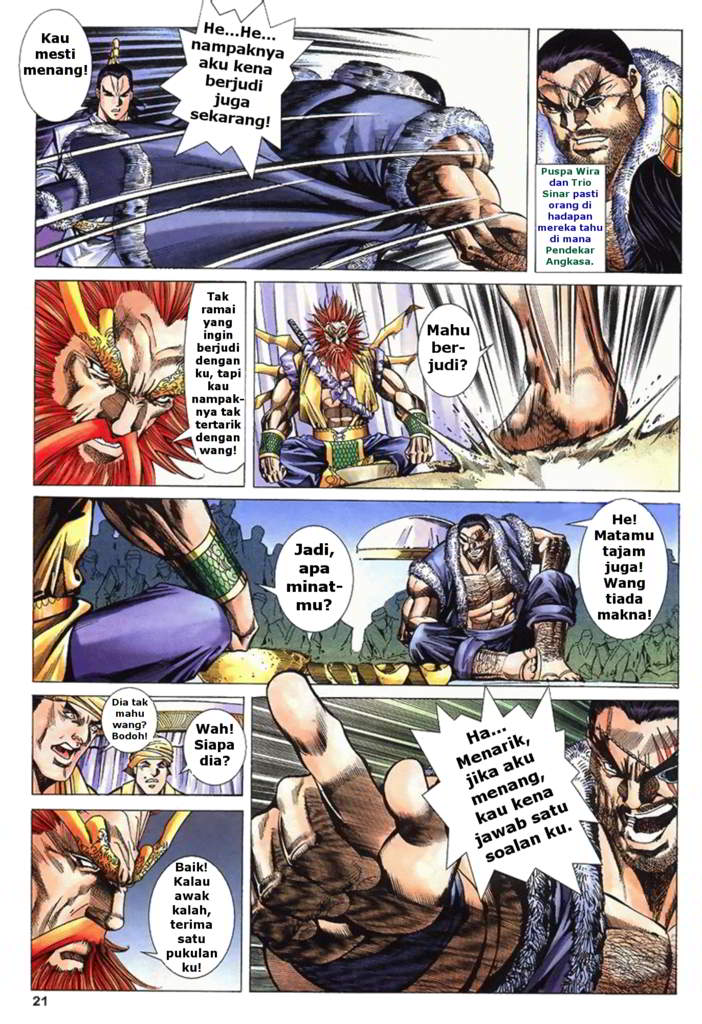 Kau
mesti
menang!
He...He...
nampaknya
aku kena
berjudi
juga
sekarang!
Puspa Wira
dan Trio
Sinar pasti
orang di
hadapan
mereka tahu
di mana
Pendekar
Angkasa.
Tak
ramai
yang
ingin
berjudi
dengan
ku, tapi
kau
nampak-
nya tak
tertarik
dengan
wang!
Mahu
ber-
judi?
Jadi,
apa
minat-
mu?
He!
Matamu
tajam
juga!
Wang
tiada
makna!
Dia tak
mahu
wang?
Bodoh!
Wah!
Siapa
dia?
Ha...
Menarik,
jika aku
menang,
kau kena
jawab satu
soalan ku.
Baik!
Kalau
awak
kalah,
terima
satu
pukulan
ku!
21